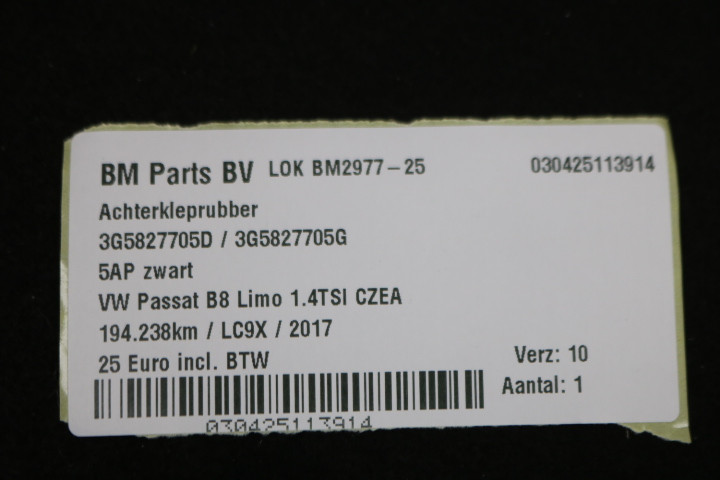 BM Parts BV LOK BM2977-25 030425113914
Achterkleprubber
3G5827705D / 3G5827705G
5AP zwart
VW Passat B8 Limo 1.4TSI CZEA
194.238km / LC9X / 2017
25 Euro incl. BTW Verz: 10
Aantal: 1
030425113914